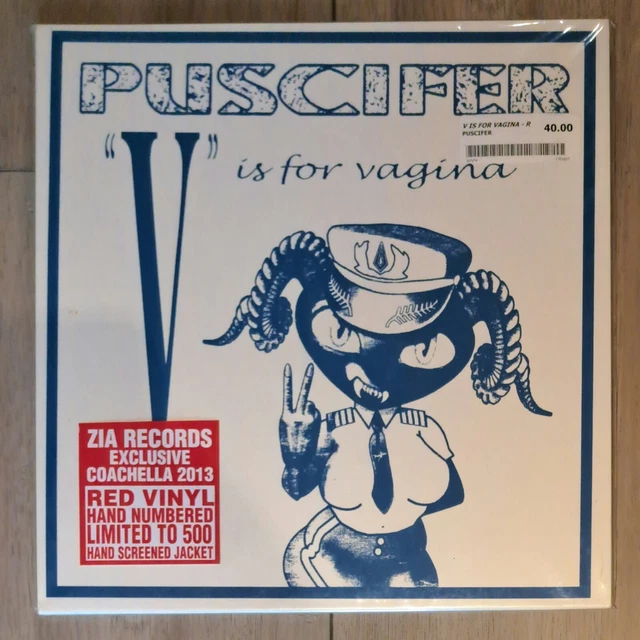 PUSCIFER
V IS FOR VAGINA - R 40.00
PUSCIFER
"V" is for vagina
ZIA RECORDS
EXCLUSIVE
COACHELLA 2013
RED VINYL
HAND NUMBERED
LIMITED TO 500
HAND SCREENED JACKET